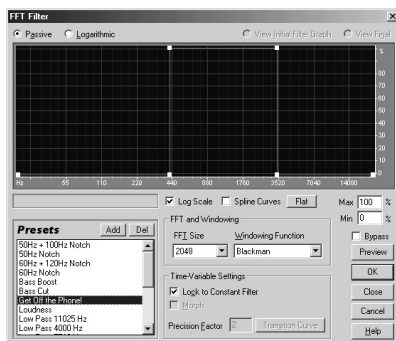 FFT Filter
Passive Logarithmic View Initial Filter Graph View Final
%
80
70
60
50
40
30
20
10
0
Hz 55 110 220 440 880 1760 3520 7040 14080
Log Scale Spline Curves Flat Max 100 %
Min 0 %
Presets Add Del
50Hz + 100Hz Notch
50Hz Notch
60Hz + 120Hz Notch
60Hz Notch
Bass Boost
Bass Cut
Get Off the Phone!
Loudness
Low Pass 11025 Hz
Low Pass 4000 Hz
FFT and Windowing
FFT Size Windowing Function
2048 Blackman
Time-Variable Settings
Lock to Constant Filter
Morph
Precision Factor 2 Transition Curve
Bypass
Preview
OK
Close
Cancel
Help